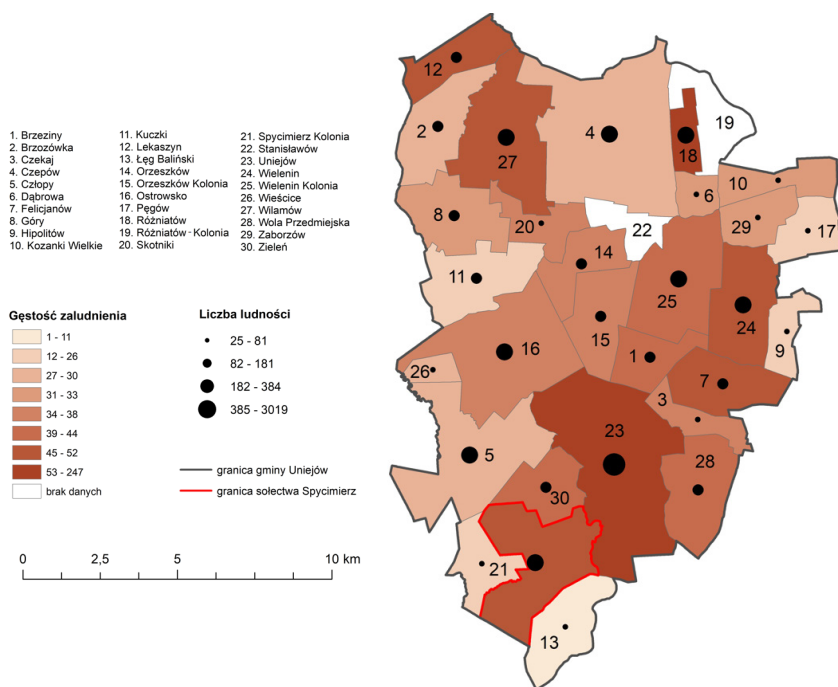 1. Brzeziny
2. Brzozówka
3. Czekaj
4. Czepów
5. Człopy
6. Dąbrowa
7. Felicjanów
8. Góry
9. Hipolitów
10. Kozanki Wielkie
11. Kuczki
12. Lekaszyn
13. Łęg Baliński
14. Orzeszków
15. Orzeszków Kolonia
16. Ostrowsko
17. Pęgów
18. Różniatów
19. Różniatów-Kolonia
20. Skotniki
21. Spycimierz Kolonia
22. Stanisławów
23. Uniejów
24. Wielenin
25. Wielenin Kolonia
26. Wieścice
27. Wilamów
28. Wola Przedmiejska
29. Zaborzów
30. Zieleń
Gęstość zaludnienia
1 - 11
12 - 26
27 - 30
31 - 33
34 - 38
39 - 44
45 - 52
53 - 247
brak danych
Liczba ludności
25 - 81
82 - 181
182 - 384
385 - 3019
granica gminy Uniejów
granica sołectwa Spycimierz
0 2,5 5 10 km
12
19
2
4
27
18
10
6
8
20
22
29
17
14
11
25
24
15
16
1
9
26
7
3
23
5
28
30
21
13